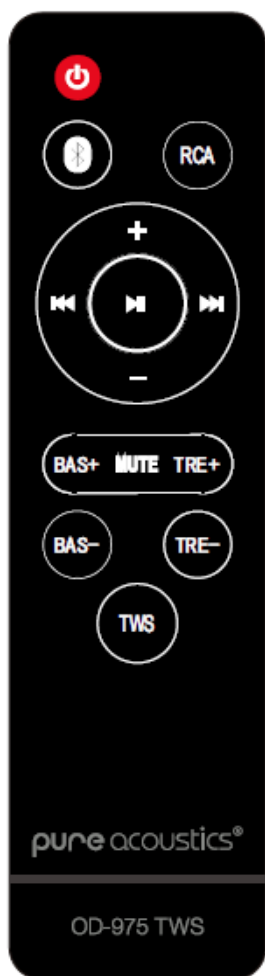 RCA
+
−
BAS+ MUTE TRE+
BAS− TRE−
TWS
pure acoustics®
OD-975 TWS